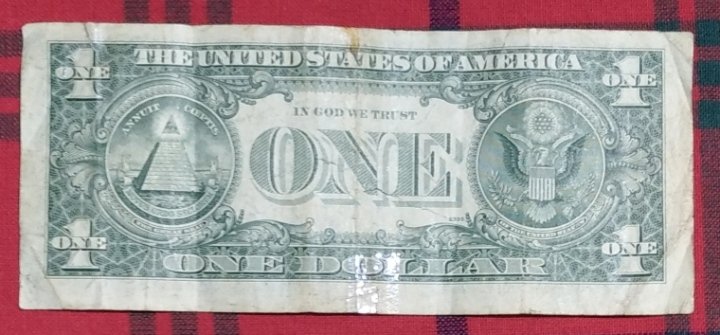 THE UNITED STATES OF AMERICA
1
ONE
1
ONE
ANNUIT CŒPTIS
IN GOD WE TRUST
ONE
1
ONE
1
ONE
ONE DOLLAR